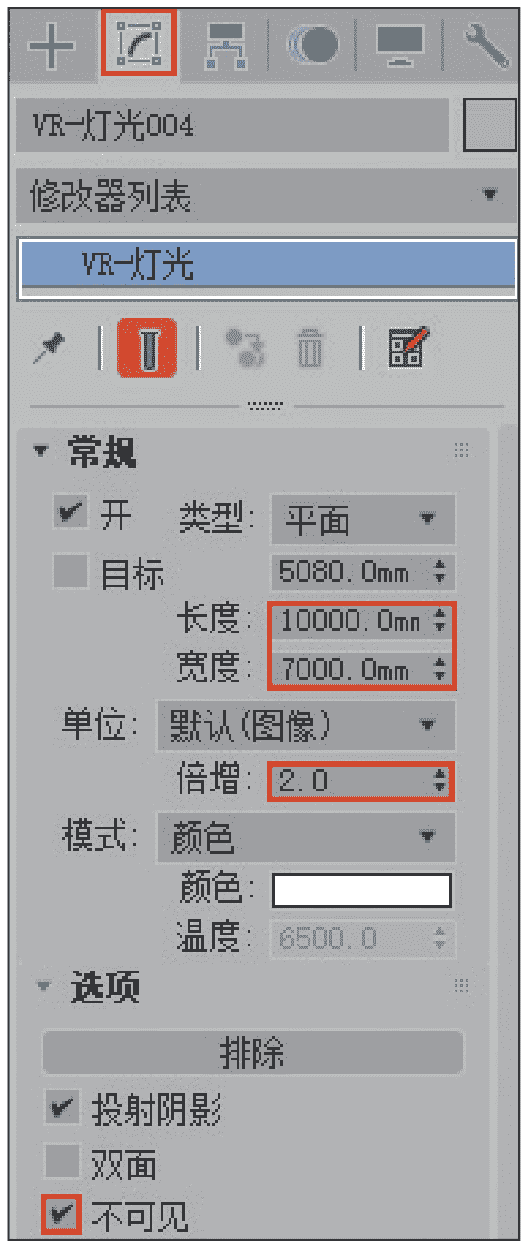 VR-灯光004
修改器列表
VR-灯光
常规
开 类型: 平面
目标 5080.0mm
长度: 10000.0mm
宽度: 7000.0mm
单位: 默认(图像)
倍增: 2.0
模式: 颜色
颜色:
温度: 6500.0
选项
排除
投射阴影
双面
不可见